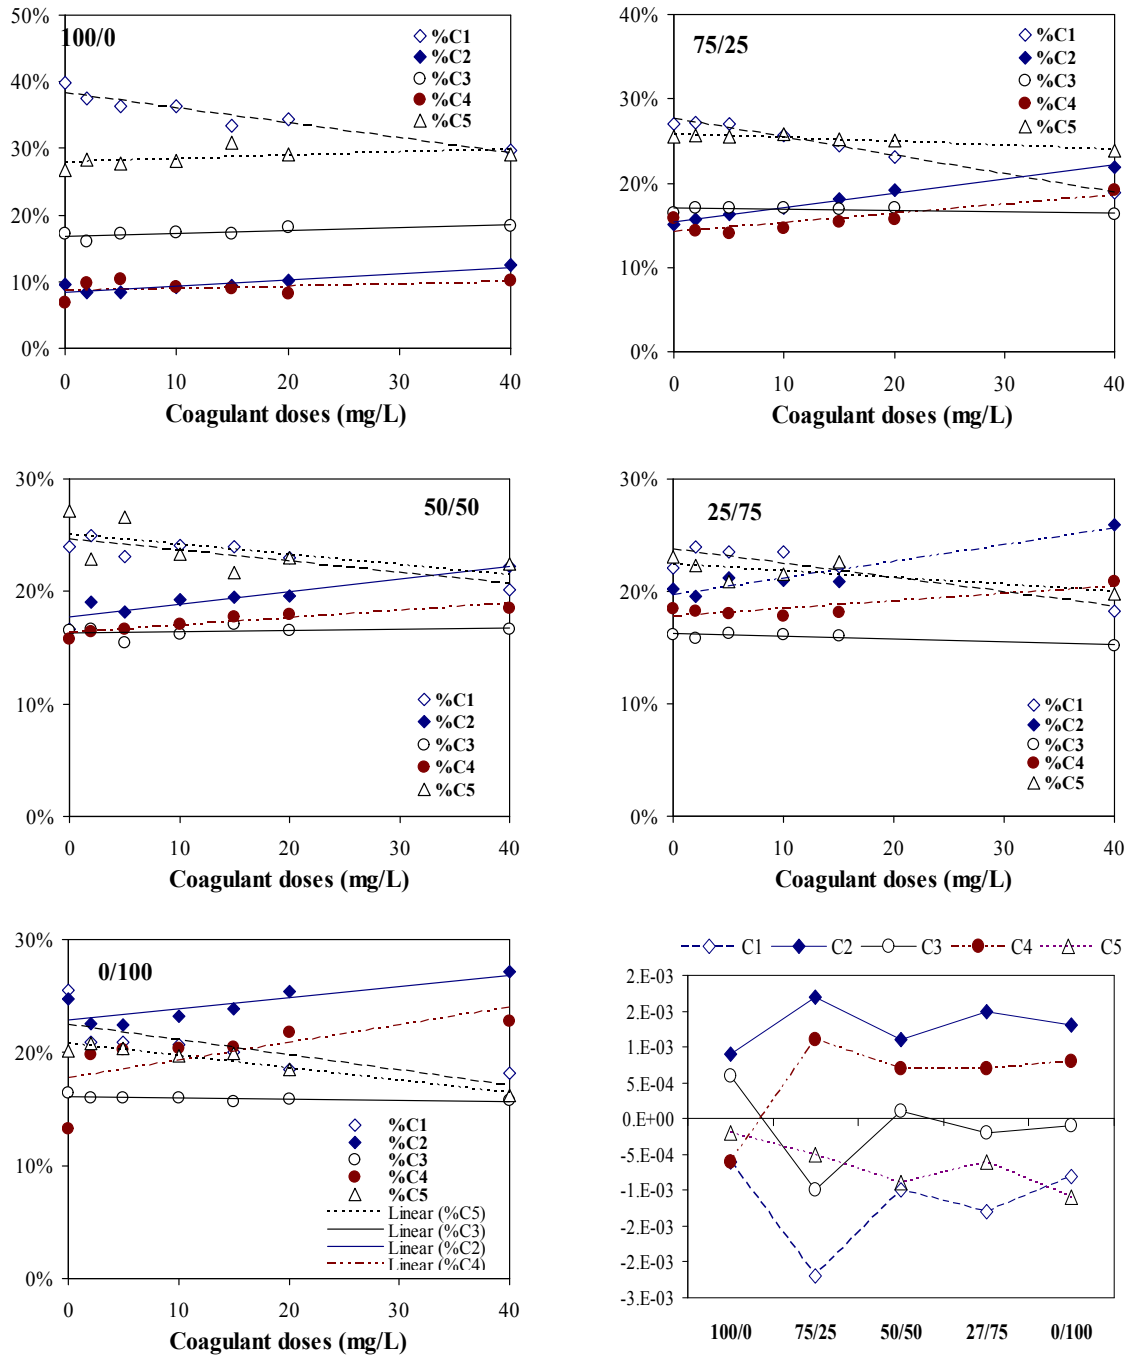 50%
40%
30%
20%
10%
0%
100/0
%C1
%C2
%C3
%C4
%C5
0 10 20 30 40
Coagulant doses (mg/L)
40%
30%
20%
10%
0%
75/25
%C1
%C2
%C3
%C4
%C5
0 10 20 30 40
Coagulant doses (mg/L)
30%
20%
10%
0%
50/50
%C1
%C2
%C3
%C4
%C5
0 10 20 30 40
Coagulant doses (mg/L)
30%
20%
10%
0%
25/75
%C1
%C2
%C3
%C4
%C5
0 10 20 30 40
Coagulant doses (mg/L)
30%
20%
10%
0%
0/100
%C1
%C2
%C3
%C4
%C5
Linear (%C5)
Linear (%C3)
Linear (%C2)
Linear (%C4)
0 10 20 30 40
C1 C2 C3 C4 C5
2.E-03
2.E-03
1.E-03
5.E-04
0.E+00
-5.E-04
-1.E-03
-2.E-03
-2.E-03
-3.E-03
100/0 75/25 50/50 27/75 0/100